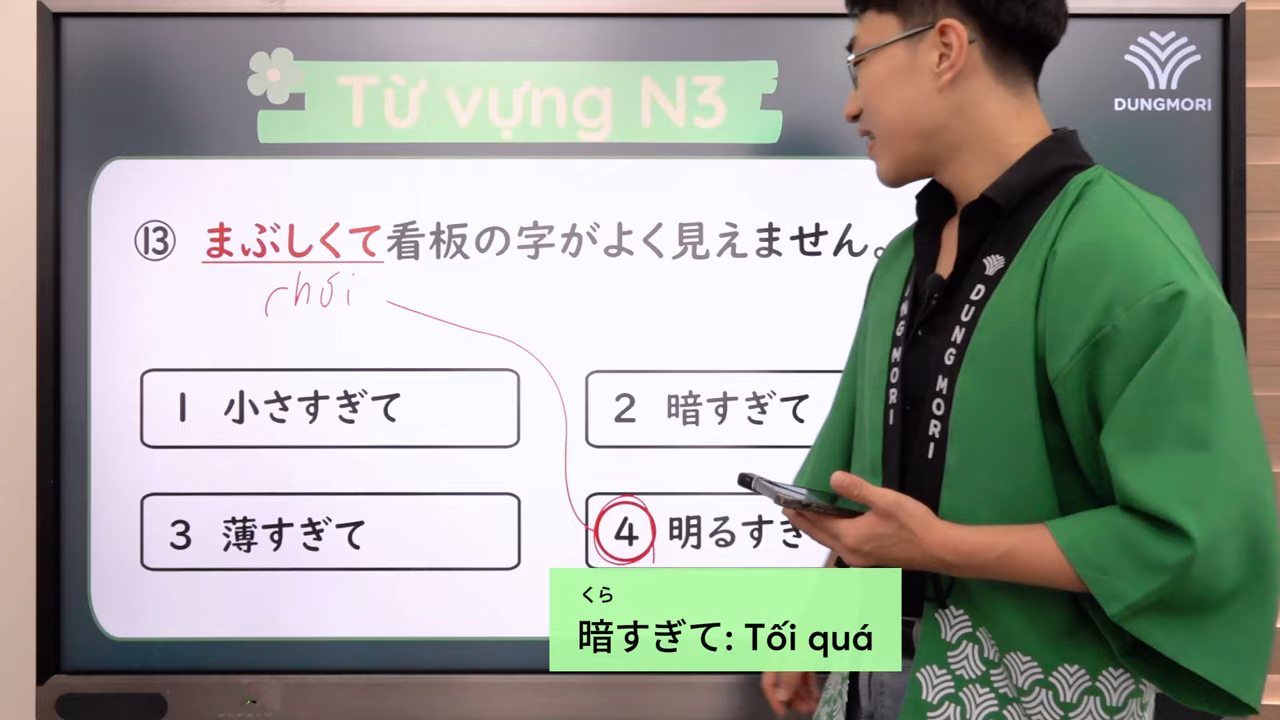 Từ vựng N3
DUNGMORI
⑬ まぶしくて看板の字がよく見えません。
chói
1 小さすぎて
2 暗すぎて
3 薄すぎて
4 明るすぎ
くら
暗すぎて: Tối quá
NG MORI
DUNG MORI